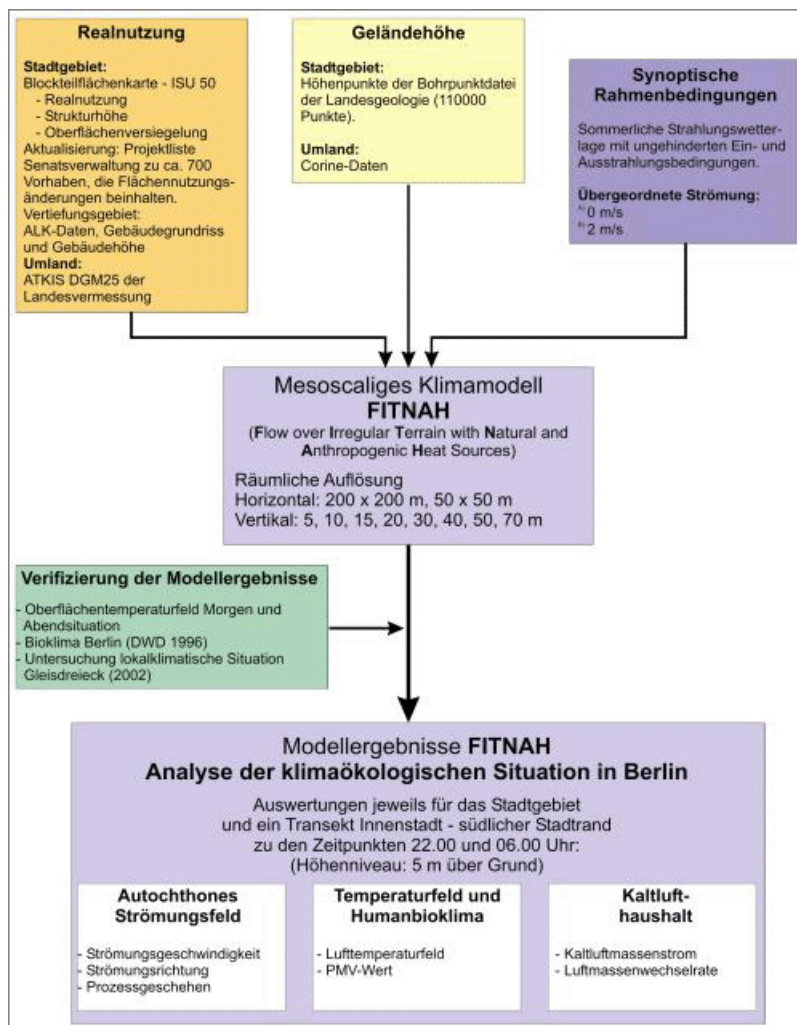 Realnutzung
Stadtgebiet:
Blockteilflächenkarte - ISU 50
- Realnutzung
- Strukturhöhe
- Oberflächenversiegelung
Aktualisierung: Projektliste
Senatsverwaltung zu ca. 700
Vorhaben, die Flächennutzungs-
änderungen beinhalten.
Vertiefungsgebiet:
ALK-Daten, Gebäudegrundriss
und Gebäudehöhe
Umland:
ATKIS DGM25 der
Landesvermessung
Geländehöhe
Stadtgebiet:
Höhenpunkte der Bohrpunktdatei
der Landesgeologie (110000
Punkte).
Umland:
Corine-Daten
Synoptische
Rahmenbedingungen
Sommerliche Strahlungswetter-
lage mit ungehinderten Ein- und
Ausstrahlungsbedingungen.
Übergeordnete Strömung:
A) 0 m/s
B) 2 m/s
Mesoscaliges Klimamodell
FITNAH
(Flow over Irregular Terrain with Natural and
Anthropogenic Heat Sources)
Räumliche Auflösung
Horizontal: 200 x 200 m, 50 x 50 m
Vertikal: 5, 10, 15, 20, 30, 40, 50, 70 m
Verifizierung der Modellergebnisse
- Oberflächentemperaturfeld Morgen und
Abendsituation
- Bioklima Berlin (DWD 1996)
- Untersuchung lokalklimatische Situation
Gleisdreieck (2002)
Modellergebnisse FITNAH
Analyse der klimaökologischen Situation in Berlin
Auswertungen jeweils für das Stadtgebiet
und ein Transekt Innenstadt - südlicher Stadtrand
zu den Zeitpunkten 22.00 und 06.00 Uhr:
(Höhenniveau: 5 m über Grund)
Autochthones
Strömungsfeld
- Strömungsgeschwindigkeit
- Strömungsrichtung
- Prozessgeschehen
Temperaturfeld und
Humanbioklima
- Lufttemperaturfeld
- PMV-Wert
Kaltluft-
haushalt
- Kaltluftmassenstrom
- Luftmassenwechselrate